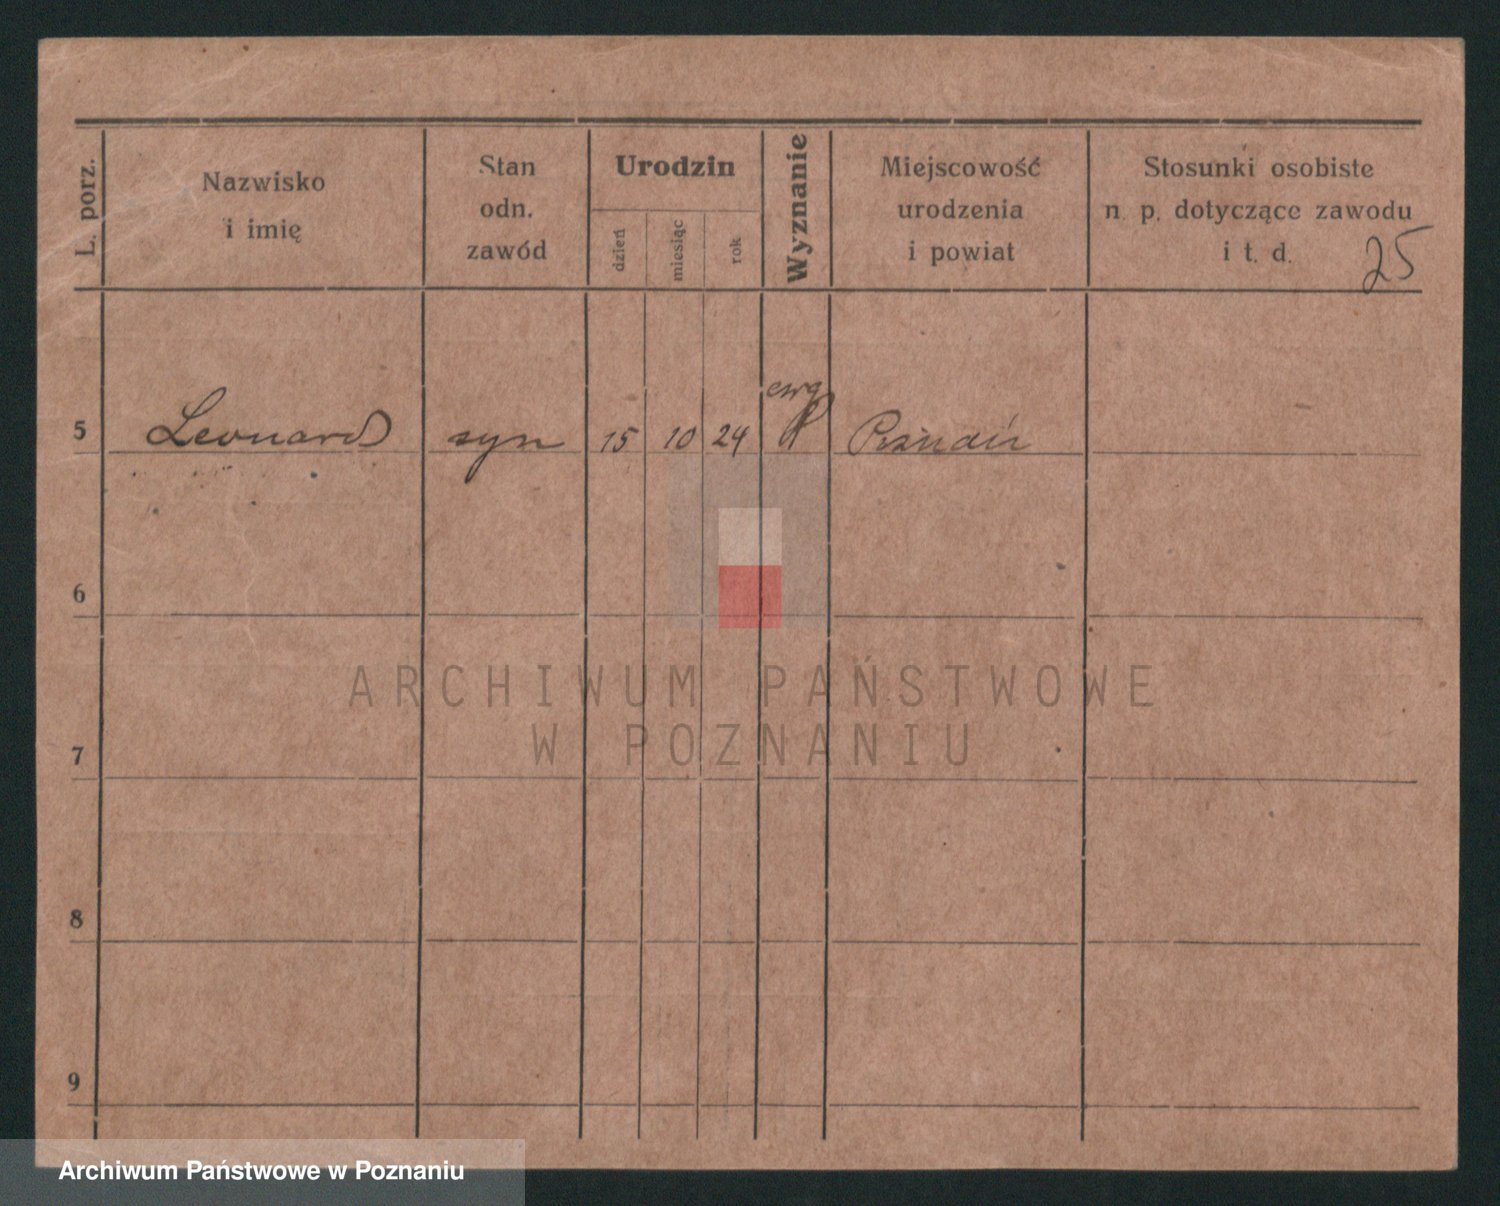 L. porz.
Nazwisko
i imię
Stan
odn.
zawód
Urodzin
dzień
miesiąc
rok
Wyznanie
Miejscowość
urodzenia
i powiat
Stosunki osobiste
n. p. dotyczące zawodu
i t. d.
25
ewg
5 Leonard syn 15 10 24 Poznań
6
7
8
9
ARCHIWUM PAŃSTWOWE
W POZNANIU
Archiwum Państwowe w Poznaniu